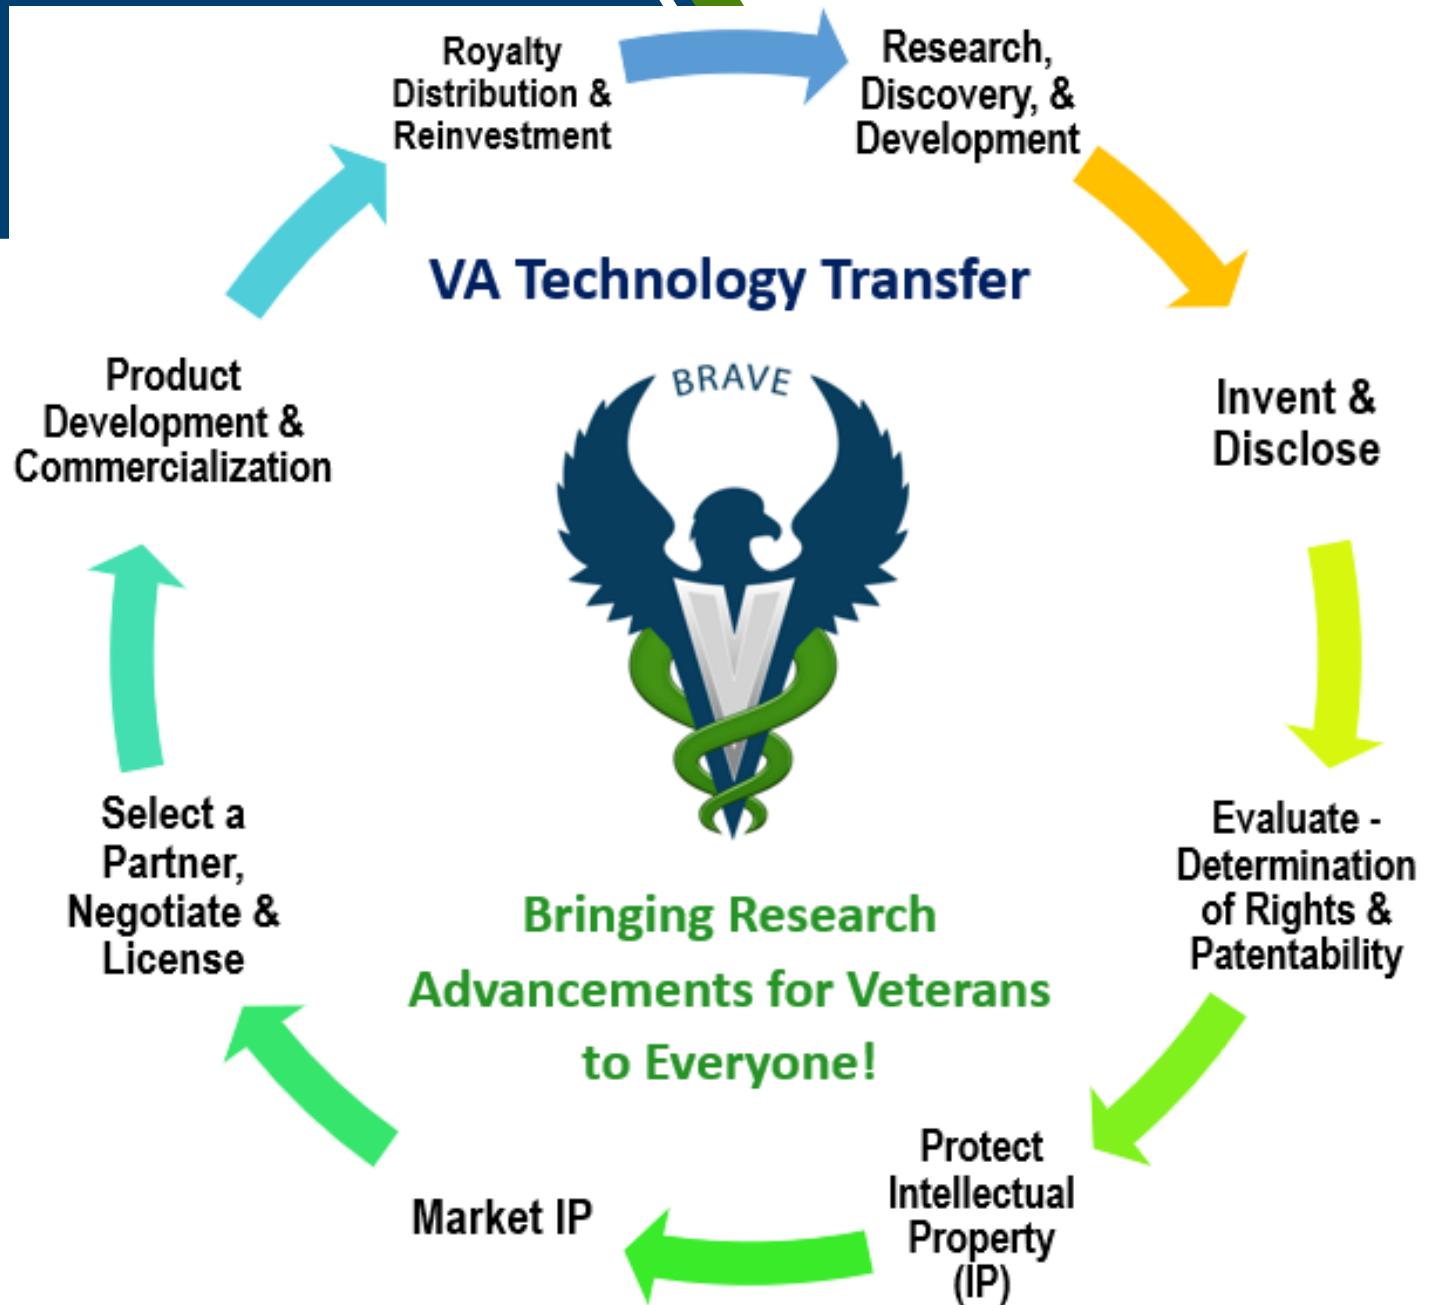 Royalty
Distribution &
Reinvestment
Research,
Discovery, &
Development
Invent &
Disclose
Evaluate -
Determination
of Rights &
Patentability
Protect
Intellectual
Property
(IP)
Market IP
Select a
Partner,
Negotiate &
License
Product
Development &
Commercialization
VA Technology Transfer
BRAVE
V
Bringing Research
Advancements for Veterans
to Everyone!